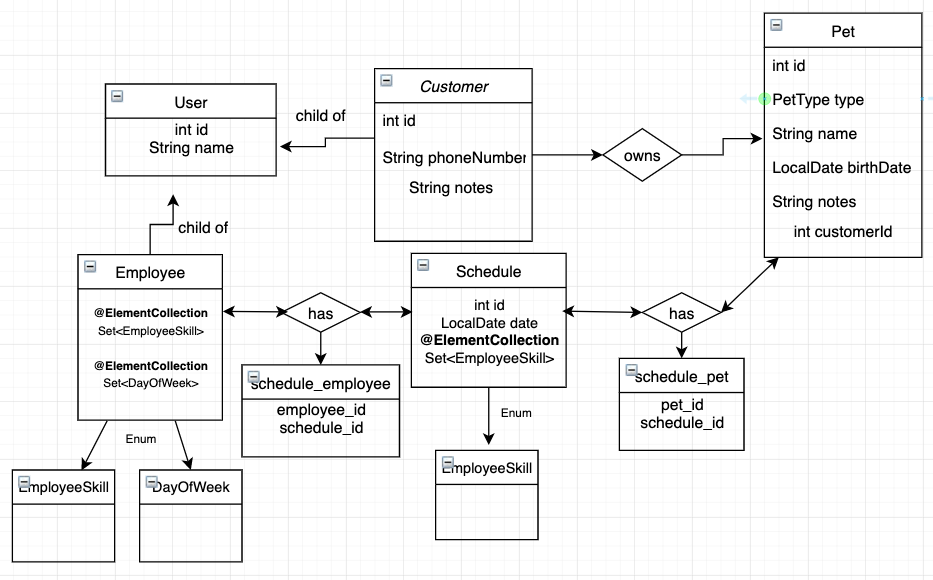 Pet
int id
PetType type
String name
LocalDate birthDate
String notes
int customerId
Customer
int id
String phoneNumber
String notes
User
int id
String name
child of
owns
child of
Employee
@ElementCollection
Set<EmployeeSkill>
@ElementCollection
Set<DayOfWeek>
Schedule
int id
LocalDate date
@ElementCollection
Set<EmployeeSkill>
has
has
schedule_employee
employee_id
schedule_id
schedule_pet
pet_id
schedule_id
Enum
Enum
EmployeeSkill
DayOfWeek
EmployeeSkill